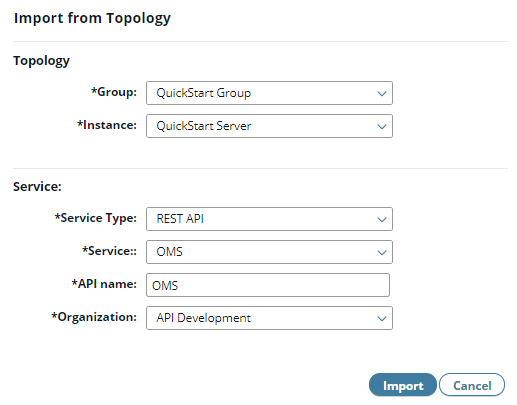 Import from Topology
Topology
*Group: QuickStart Group
*Instance: QuickStart Server
Service:
*Service Type: REST API
*Service:: OMS
*API name: OMS
*Organization: API Development
Import Cancel